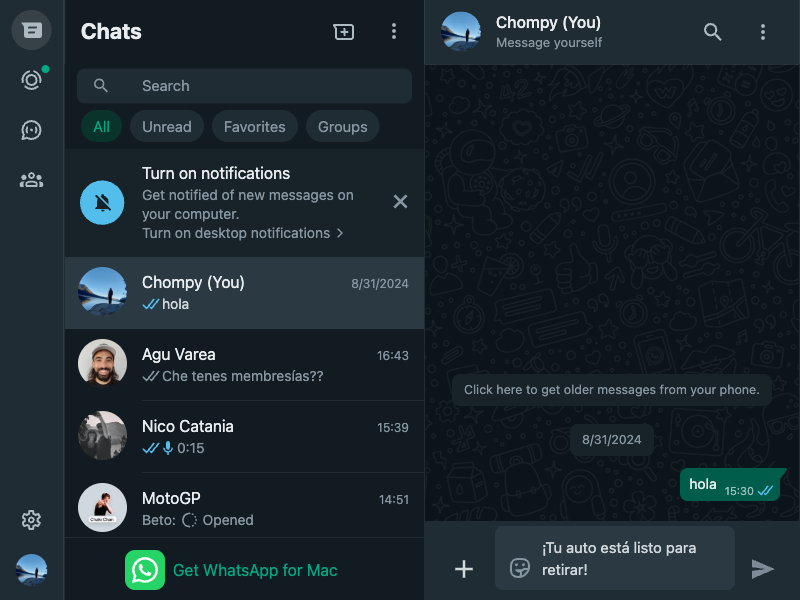 Chats
Search
All
Unread
Favorites
Groups
Turn on notifications
Get notified of new messages on
your computer.
Turn on desktop notifications
Chompy (You)
8/31/2024
hola
Agu Varea
16:43
Che tenes membresías??
Nico Catania
15:39
0:15
MotoGP
14:51
Beto: Opened
Get WhatsApp for Mac
Chompy (You)
Message yourself
Click here to get older messages from your phone.
8/31/2024
hola
15:30
¡Tu auto está listo para
retirar!